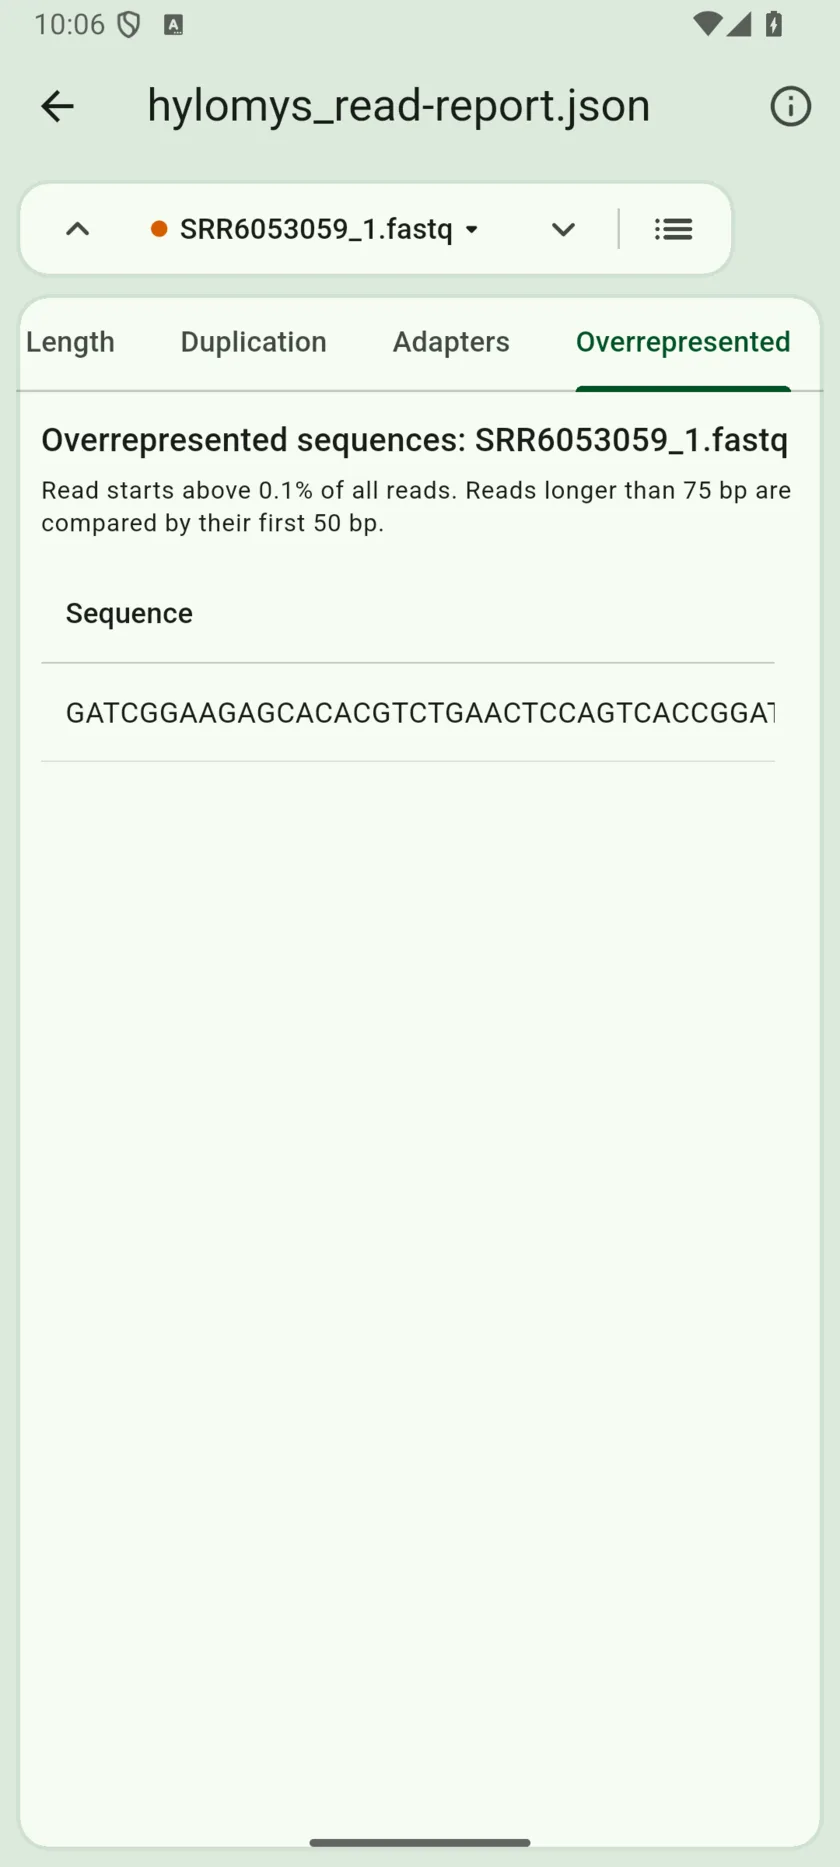 10:06
hylomys_read-report.json
SRR6053059_1.fastq
Length Duplication Adapters Overrepresented
Overrepresented sequences: SRR6053059_1.fastq
Read starts above 0.1% of all reads. Reads longer than 75 bp are
compared by their first 50 bp.
Sequence
GATCGGAAGAGCACACGTCTGAACTCCAGTCACCGGAT